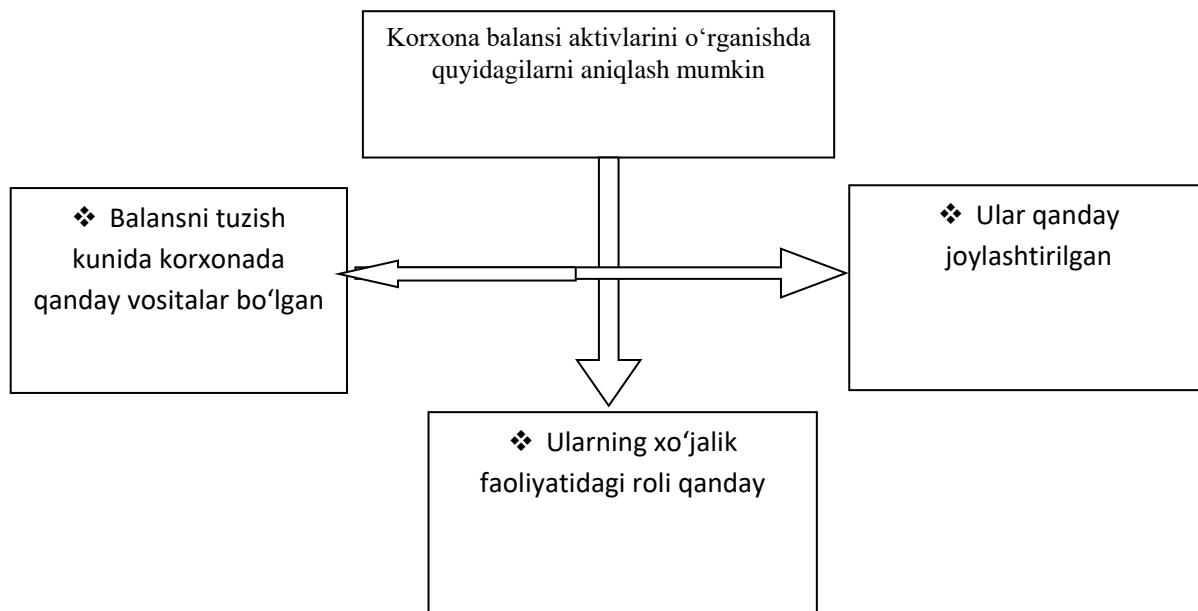 Korxona balansi aktivlarini o‘rganishda
quyidagilarni aniqlash mumkin
❖ Balansni tuzish
kunida korxonada
qanday vositalar bo‘lgan
❖ Ular qanday
joylashtirilgan
❖ Ularning xo‘jalik
faoliyatidagi roli qanday